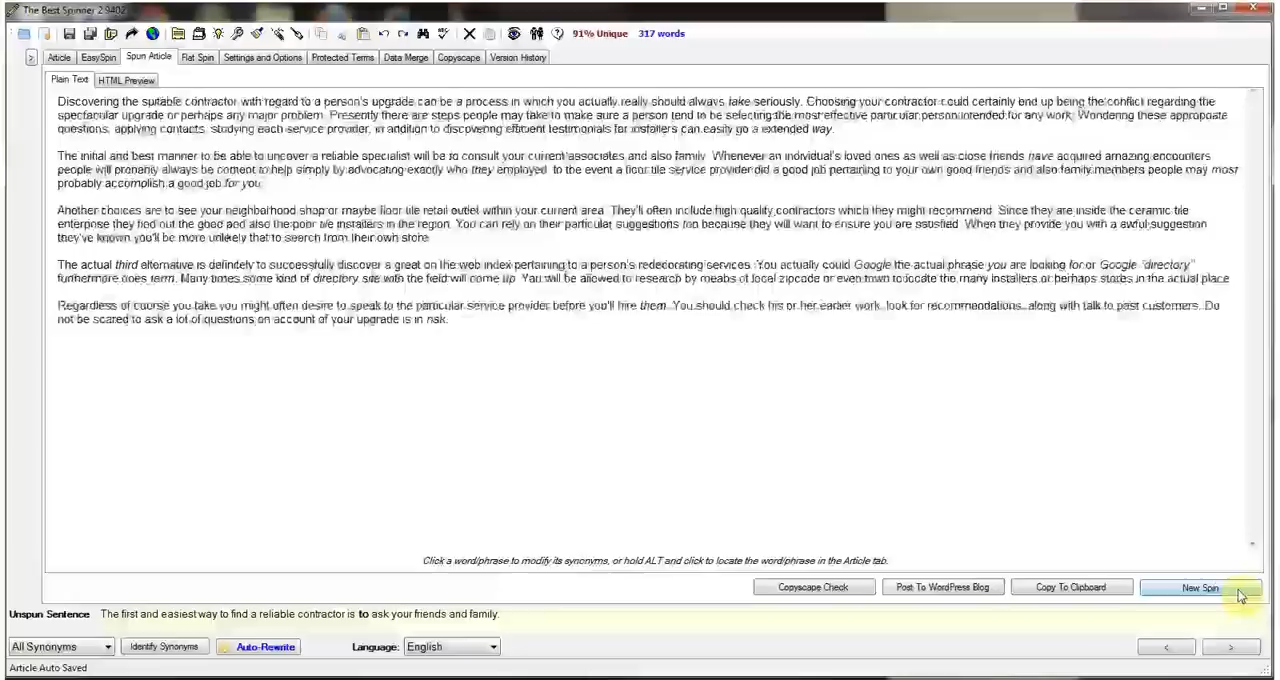 The Best Spinner 2.9402
91% Unique 317 words
> Article EasySpin Spun Article Flat Spin Settings and Options Protected Terms Data Merge Copyscape Version History
Plain Text HTML Preview
Discovering the suitable contractor with regard to a person's upgrade can be a process in which you actually really should always take seriously. Choosing your contractor could certainly end up being the conflict regarding the
spectacular upgrade or perhaps any major problem. Presently there are steps people may take to make sure a person tend to be selecting the most effective particular person intended for any work. Wondering these appropriate
questions, applying contacts, studying each service provider, in addition to discovering efficient testimonials for installers can easily go a extended way.
The initial and best manner to be able to uncover a reliable specialist will be to consult your current associates and also family. Whenever an individual's loved ones as well as close friends have acquired amazing encounters
people will probably always be content to help simply by advocating exactly who they employed. to the event a floor tile service provider did a good job pertaining to your own good friends and also family members people may most
probably accomplish a good job for you.
Another choices are to see your neighborhood shop or maybe floor tile retail outlet within your current area. They'll often include high quality contractors which they might recommend. Since they are inside the ceramic tile
enterprise they find out the good and also the poor tile installers in the region. You can rely on their particular suggestions too because they will want to ensure you are satisfied. When they provide you with a awful suggestion
they've known you'll be more unlikely that to search from their own store.
The actual third alternative is definitely to successfully discover a great on the web index pertaining to a person's redecorating services. You actually could Google the actual phrase you are looking for or Google "directory"
furthermore does term. Many times some kind of directory site with the field will come up. You will be allowed to research by means of local zipcode or even town to locate the many installers or perhaps stores in the actual place.
Regardless of course you take you might often desire to speak to the particular service provider before you'll hire them. You should check his or her earlier work, look for recommendations, along with talk to past customers. Do
not be scared to ask a lot of questions on account of your upgrade is in risk.
Click a word/phrase to modify its synonyms, or hold ALT and click to locate the word/phrase in the Article tab.
Copyscape Check Post To WordPress Blog Copy To Clipboard New Spin
Unspun Sentence The first and easiest way to find a reliable contractor is to ask your friends and family.
All Synonyms Identify Synonyms Auto-Rewrite Language: English < >
Article Auto Saved